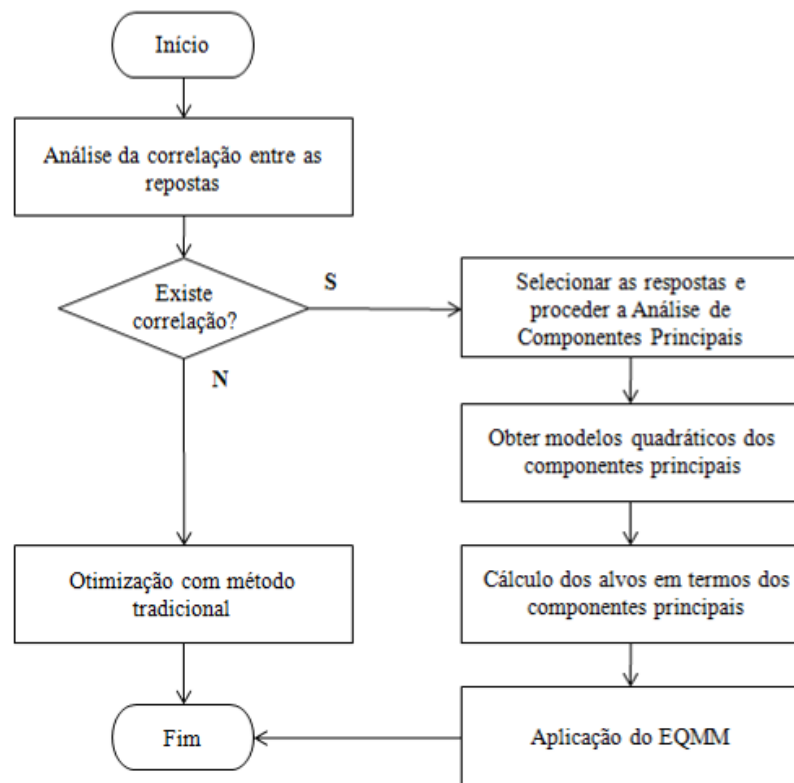 Início
Análise da correlação entre as
repostas
Existe
correlação?
S
N
Selecionar as respostas e
proceder a Análise de
Componentes Principais
Obter modelos quadráticos dos
componentes principais
Cálculo dos alvos em termos dos
componentes principais
Otimização com método
tradicional
Aplicação do EQMM
Fim